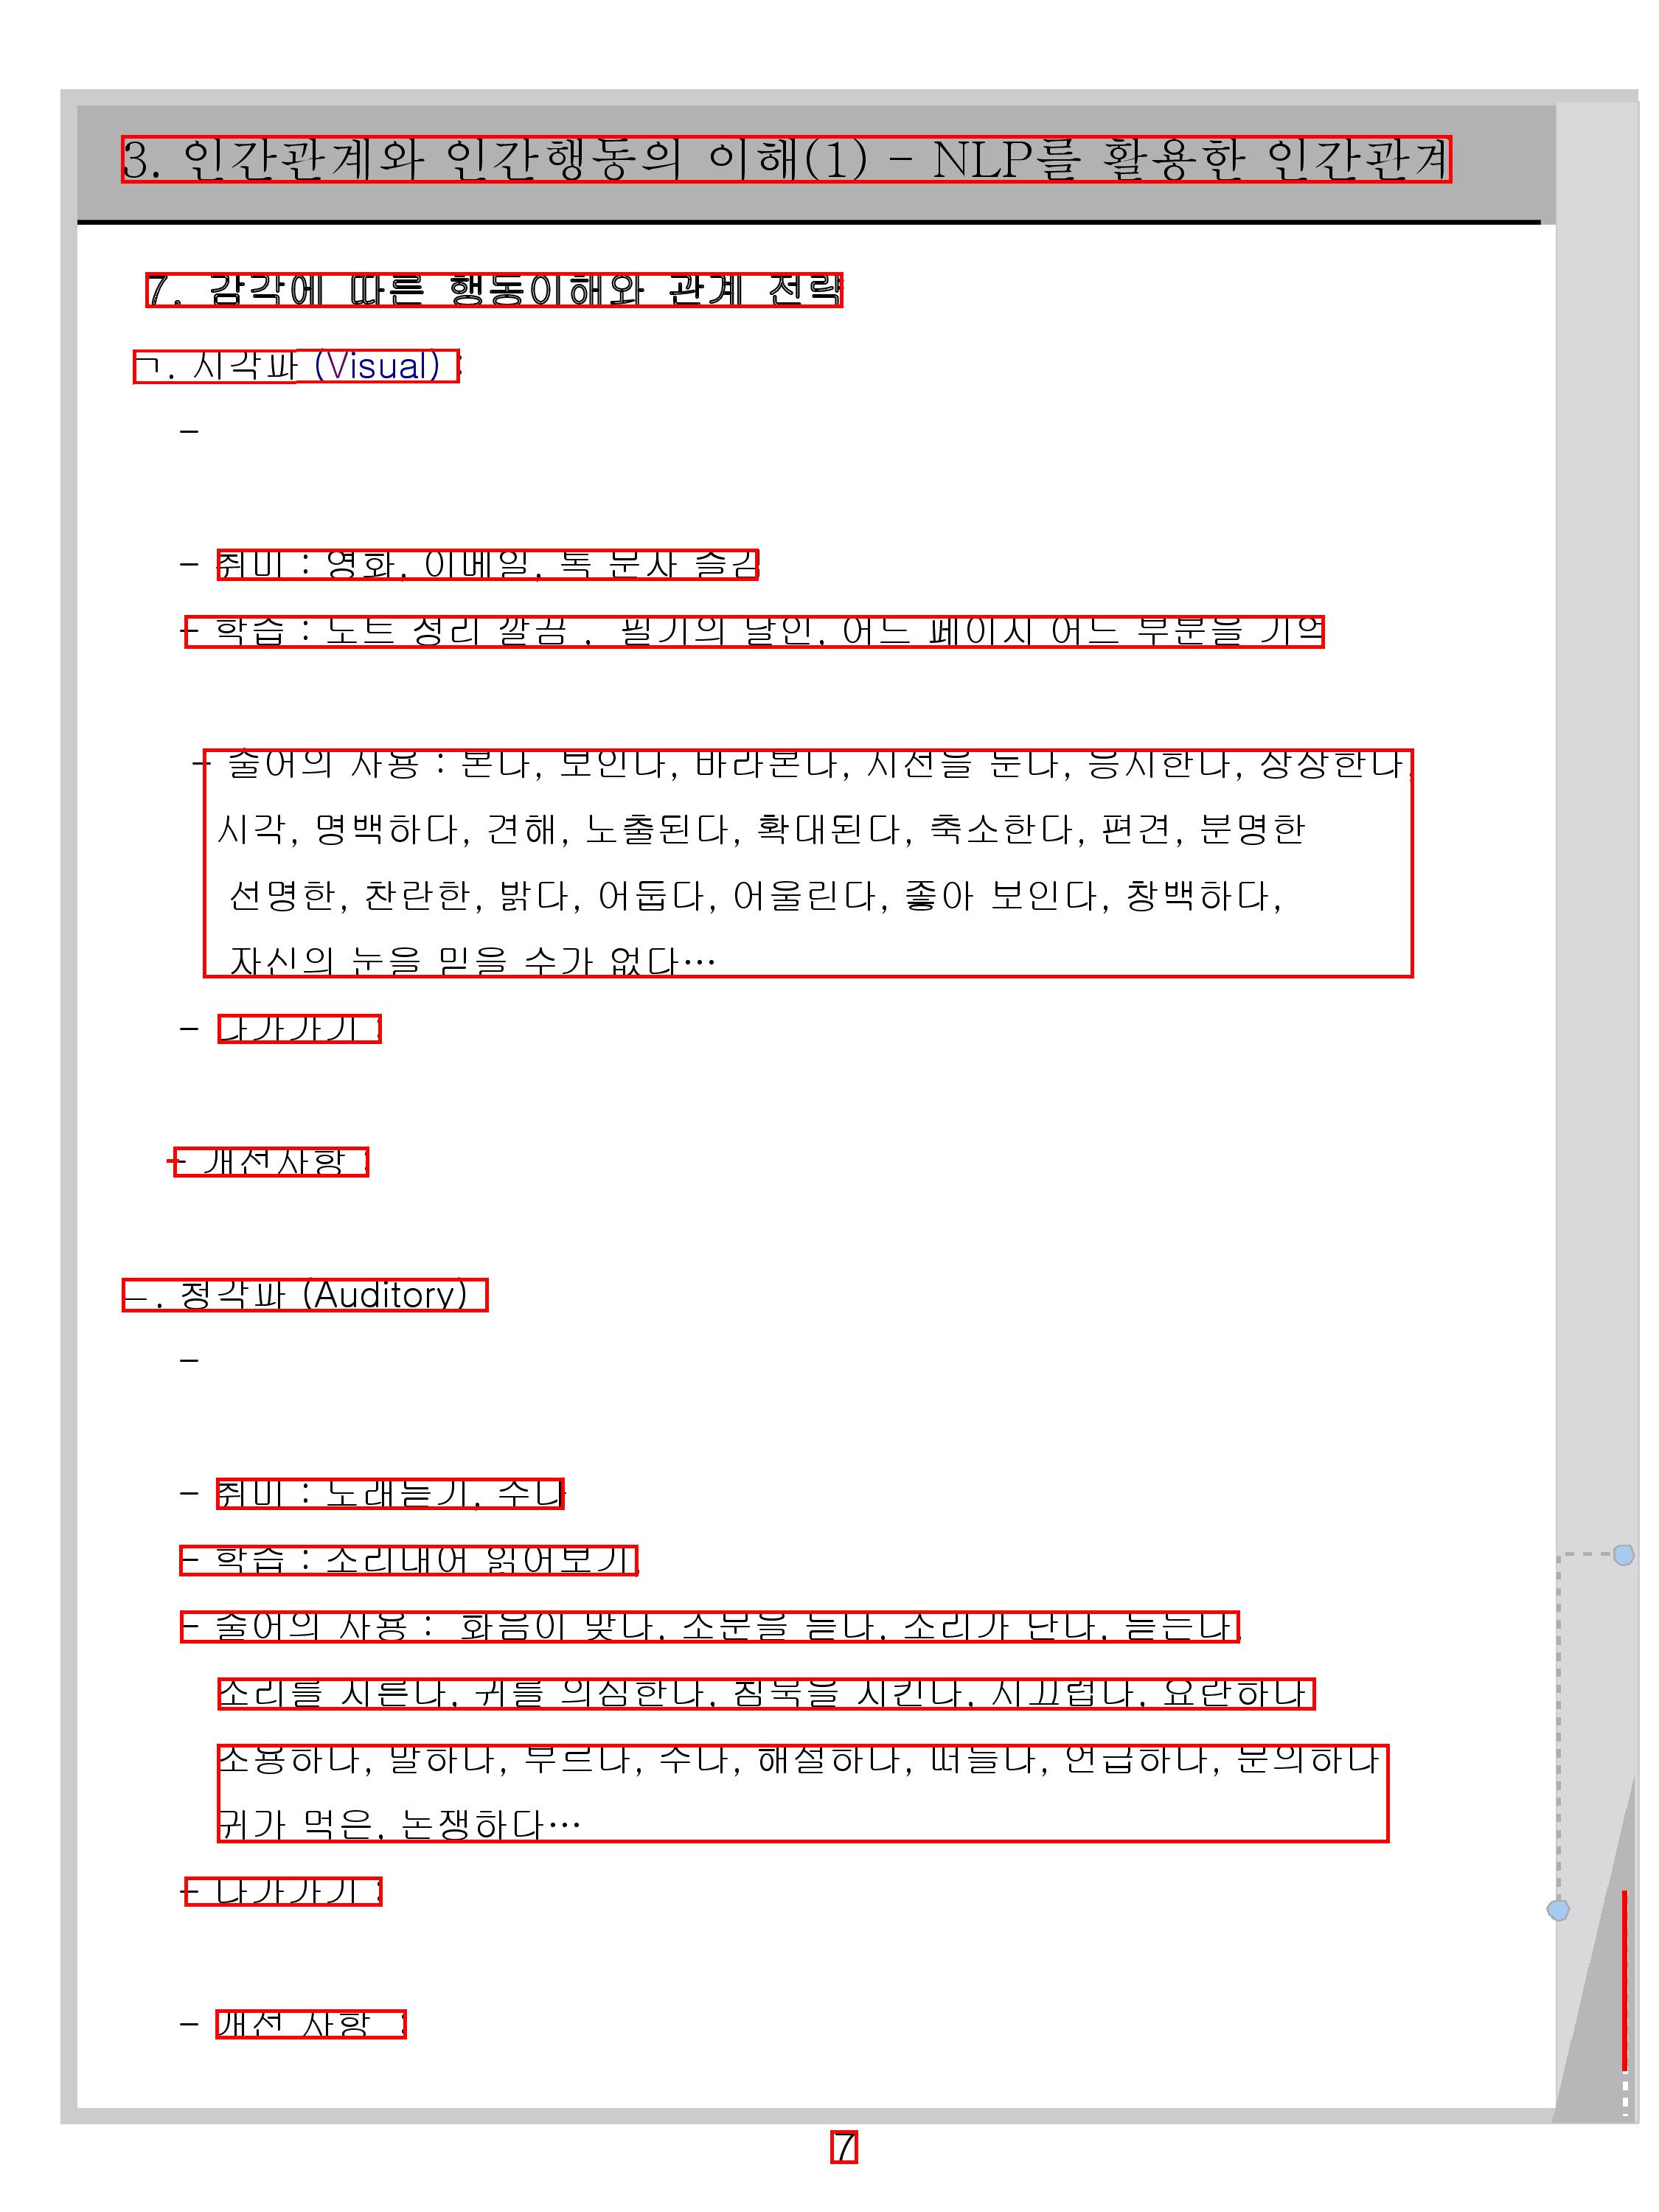 3. 인간관계와 인간행동의 이해(1) - NLP를 활용한 인간관계
7. 감각에 따른 행동이해와 관계 전략
ㄱ. 시각파 (Visual) :
-
- 취미 : 영화, 이메일, 톡 문자 즐김
- 학습 : 노트 정리 깔끔 , 필기의 달인, 어느 페이지 어느 부분을 기억
- 술어의 사용 : 본다, 보인다, 바라본다, 시선을 둔다, 응시한다, 상상한다,
시각, 명백하다, 견해, 노출된다, 확대된다, 축소한다, 편견, 분명한
선명한, 찬란한, 밝다, 어둡다, 어울린다, 좋아 보인다, 창백하다,
자신의 눈을 믿을 수가 없다…
- 다가가기 :
- 개선사항 :
ㄴ. 청각파 (Auditory)
-
- 취미 : 노래듣기, 수다
- 학습 : 소리내어 읽어보기,
- 술어의 사용 : 화음이 맞다, 소문을 듣다, 소리가 난다, 듣는다,
소리를 지른다, 귀를 의심한다, 침묵을 지킨다, 시끄럽다, 요란하다
조용하다, 말하다, 부르다, 수다, 해설하다, 떠들다, 언급하다, 문의하다
귀가 먹은, 논쟁하다…
- 다가가기 :
- 개선 사항 :
7